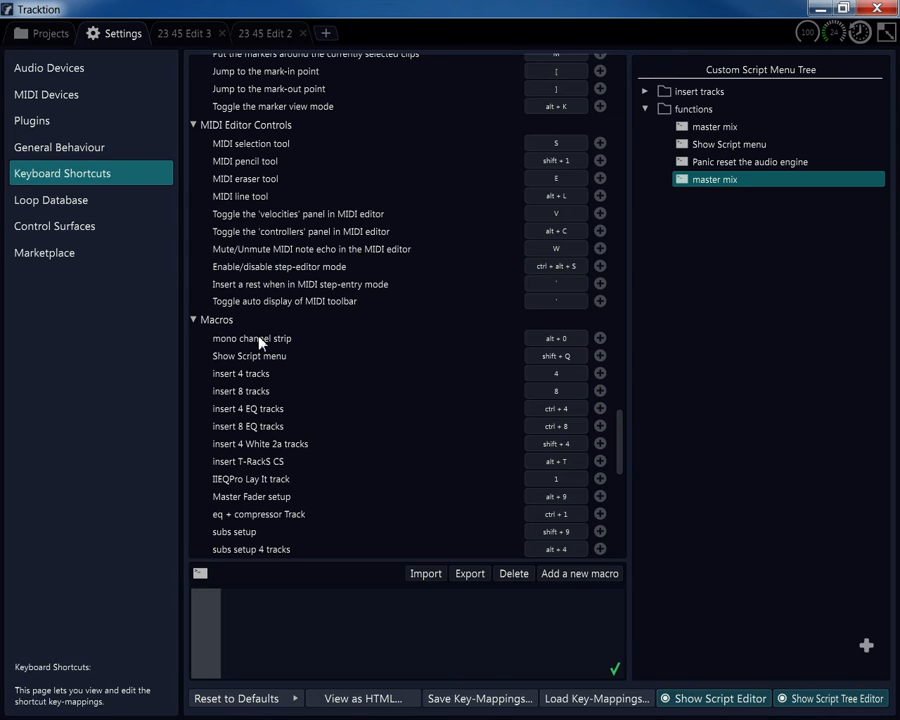 Tracktion
Projects
Settings
23 45 Edit 3
23 45 Edit 2
100
24
Audio Devices
MIDI Devices
Plugins
General Behaviour
Keyboard Shortcuts
Loop Database
Control Surfaces
Marketplace
Keyboard Shortcuts:
This page lets you view and edit the
shortcut key-mappings.
Put the markers around the currently selected clips M
Jump to the mark-in point [
Jump to the mark-out point ]
Toggle the marker view mode alt + K
MIDI Editor Controls
MIDI selection tool S
MIDI pencil tool shift + 1
MIDI eraser tool E
MIDI line tool alt + L
Toggle the 'velocities' panel in MIDI editor V
Toggle the 'controllers' panel in MIDI editor alt + C
Mute/Unmute MIDI note echo in the MIDI editor W
Enable/disable step-editor mode ctrl + alt + S
Insert a rest when in MIDI step-entry mode
Toggle auto display of MIDI toolbar
Macros
mono channel strip alt + 0
Show Script menu shift + Q
insert 4 tracks 4
insert 8 tracks 8
insert 4 EQ tracks ctrl + 4
insert 8 EQ tracks ctrl + 8
insert 4 White 2a tracks shift + 4
insert T-RackS CS alt + T
IIEQPro Lay It track 1
Master Fader setup alt + 9
eq + compressor Track ctrl + 1
subs setup shift + 9
subs setup 4 tracks alt + 4
Import Export Delete Add a new macro
Reset to Defaults View as HTML... Save Key-Mappings... Load Key-Mappings... Show Script Editor Show Script Tree Editor
Custom Script Menu Tree
insert tracks
functions
master mix
Show Script menu
Panic reset the audio engine
master mix